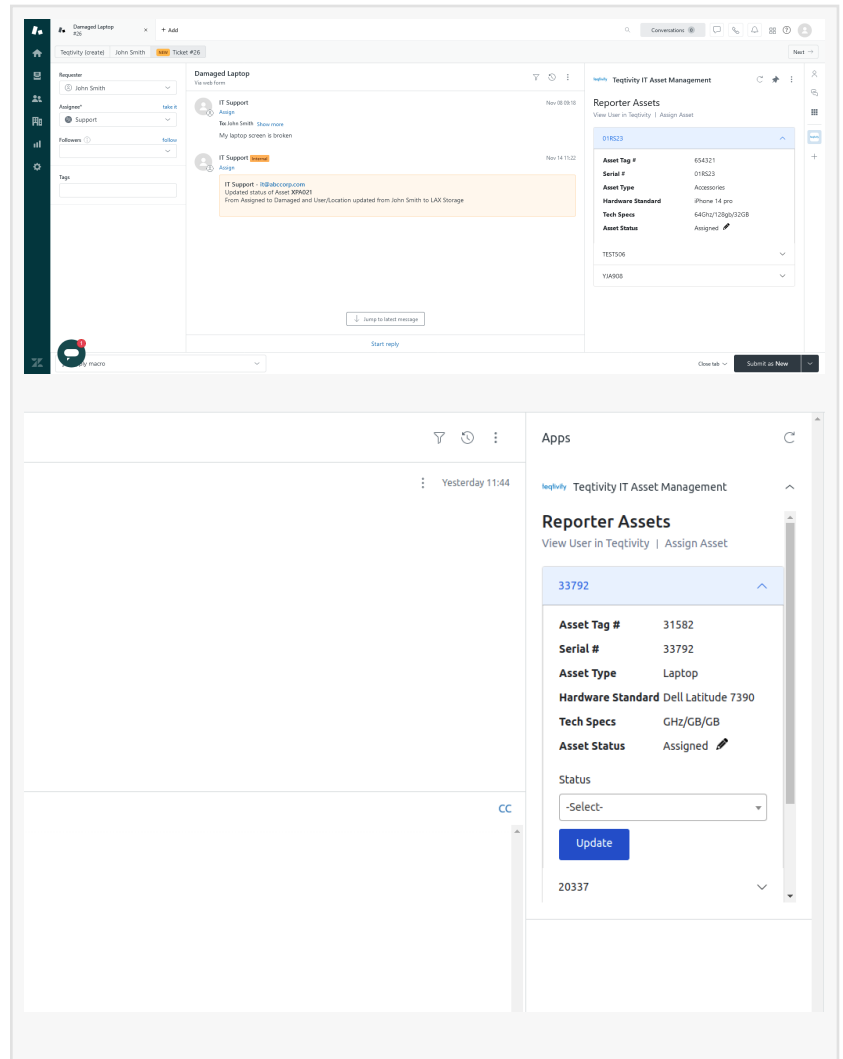 Damaged Laptop
#26
+ Add
Conversations 0
Teqtivity (create) John Smith NEW Ticket #26
Next →
Requester
John Smith
Assignee* take it
Support
Followers follow
Tags
Damaged Laptop
Via web form
IT Support Nov 08 09:18
Assign
To: John Smith Show more
My laptop screen is broken
IT Support Internal Nov 14 11:22
Assign
IT Support - it@abccorp.com
Updated status of Asset XPA021
From Assigned to Damaged and User/Location updated from John Smith to LAX Storage
↓ Jump to latest message
Start reply
Teqtivity IT Asset Management
Reporter Assets
View User in Teqtivity | Assign Asset
01RS23
Asset Tag # 654321
Serial # 01RS23
Asset Type Accessories
Hardware Standard iPhone 14 pro
Tech Specs 64Ghz/128gb/32GB
Asset Status Assigned
TEST506
YJA908
1
macro
Close tab
Submit as New
Yesterday 11:44
CC
Apps
teqtivity Teqtivity IT Asset Management
Reporter Assets
View User in Teqtivity | Assign Asset
33792
Asset Tag # 31582
Serial # 33792
Asset Type Laptop
Hardware Standard Dell Latitude 7390
Tech Specs GHz/GB/GB
Asset Status Assigned
Status
-Select-
Update
20337